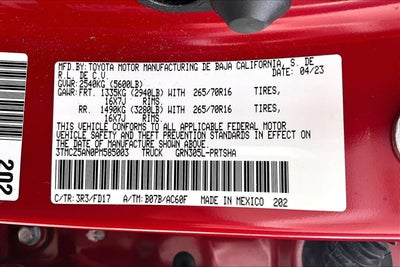 MFD. BY:TOYOTA MOTOR MANUFACTURING DE BAJA CALIFORNIA, S. DE
R.L. DE C.V. 04/23
GVWR: 2540KG (5600LB)
GAWR:FRT. 1335KG (2940LB) WITH 265/70R16 TIRES,
16X7J RIMS.
RR. 1490KG (3280LB) WITH 265/70R16 TIRES,
16X7J RIMS.
THIS VEHICLE CONFORMS TO ALL APPLICABLE FEDERAL MOTOR
VEHICLE SAFETY AND THEFT PREVENTION STANDARDS IN EFFECT ON THE
DATE OF MANUFACTURE SHOWN ABOVE.
3TMCZ5AN0PM585003 TRUCK GRN305L-PRTSHA
C/TR: 3R3/FD17 A/TM: B07B/AC60F MADE IN MEXICO 202
202